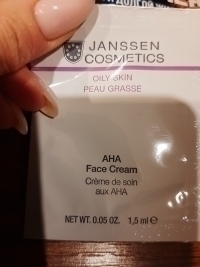 JANSSEN
COSMETICS
OILY SKIN
PEAU GRASSE
AHA
Face Cream
Crème de soin
aux AHA
NET WT. 0.05 OZ. 1,5 ml e